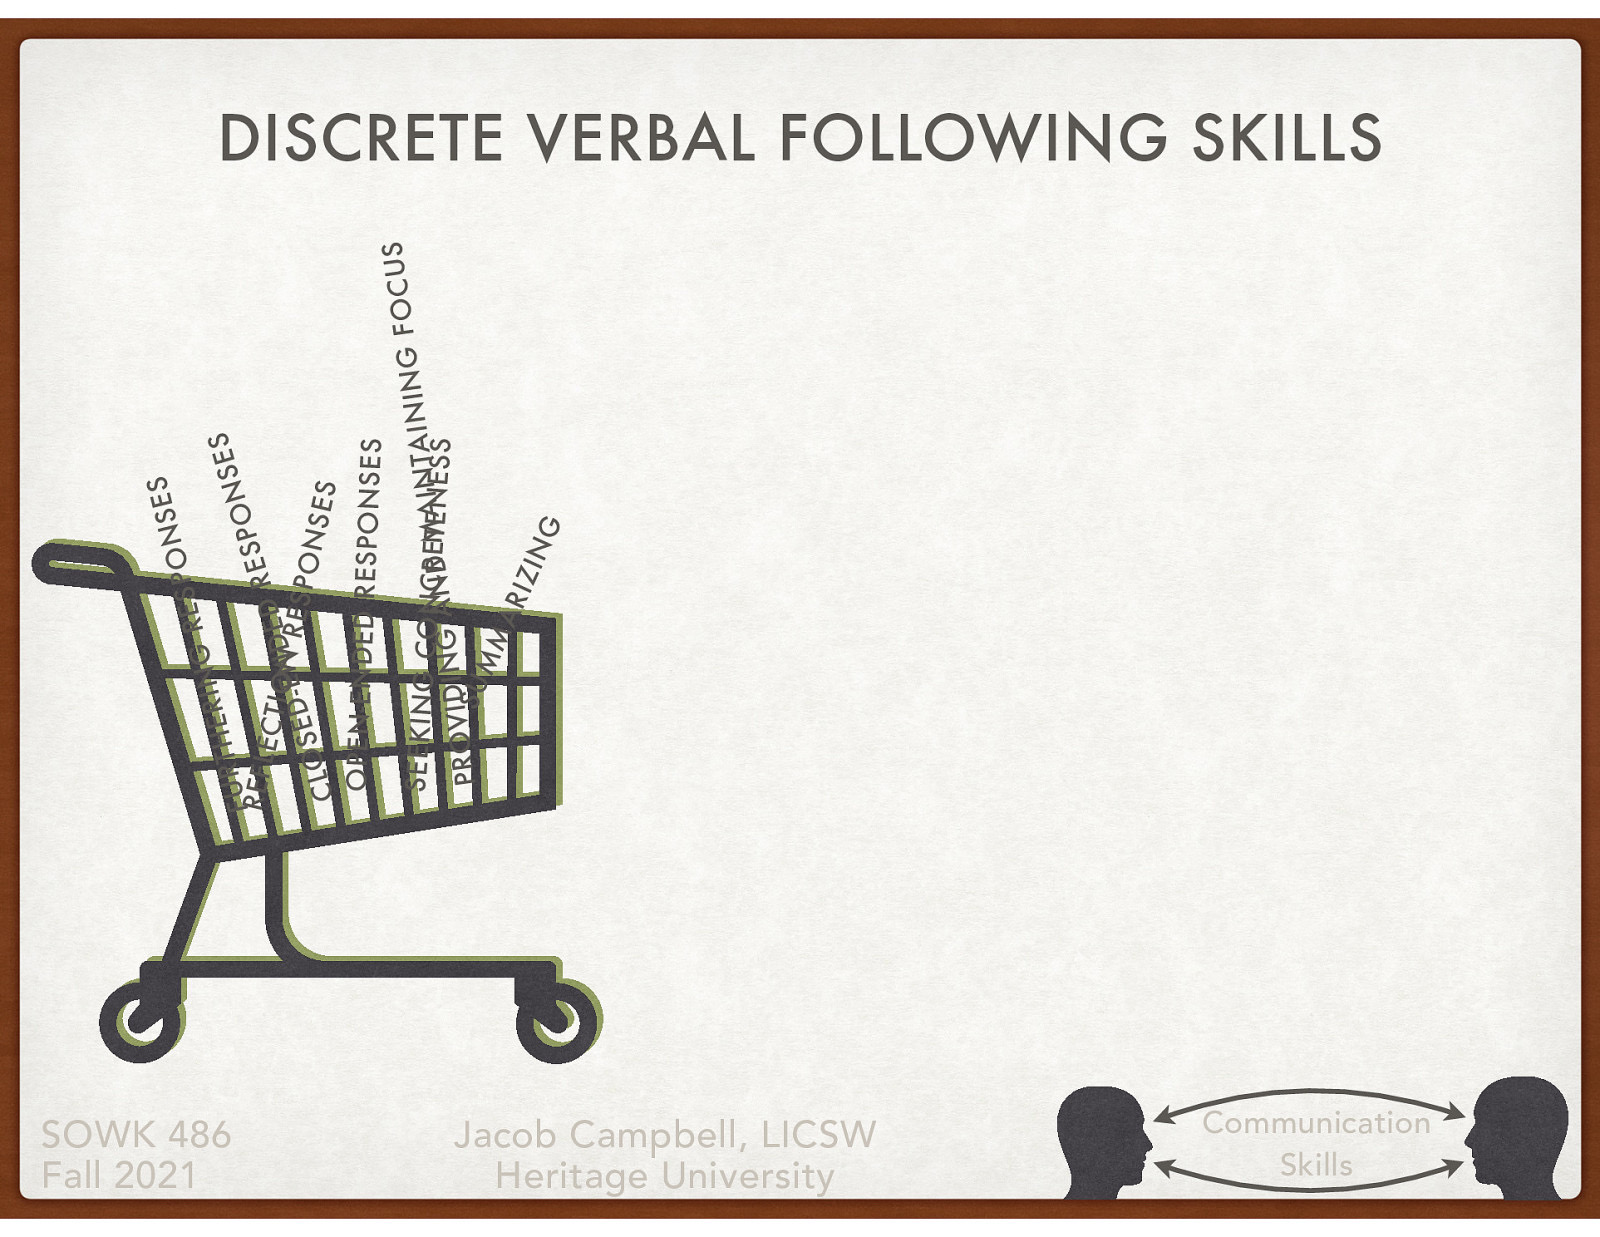 DISCRETE VERBAL FOLLOWING SKILLS
FURTHERING RESPONSES
REFLECTION RESPONSES
CLOSED-ENDED RESPONSES
OPEN-ENDED RESPONSES
SEEKING CONCRETENESS
PROVIDING AND MAINTAINING FOCUS
SUMMARIZING
SOWK 486
Fall 2021
Jacob Campbell, LICSW
Heritage University
Communication
Skills